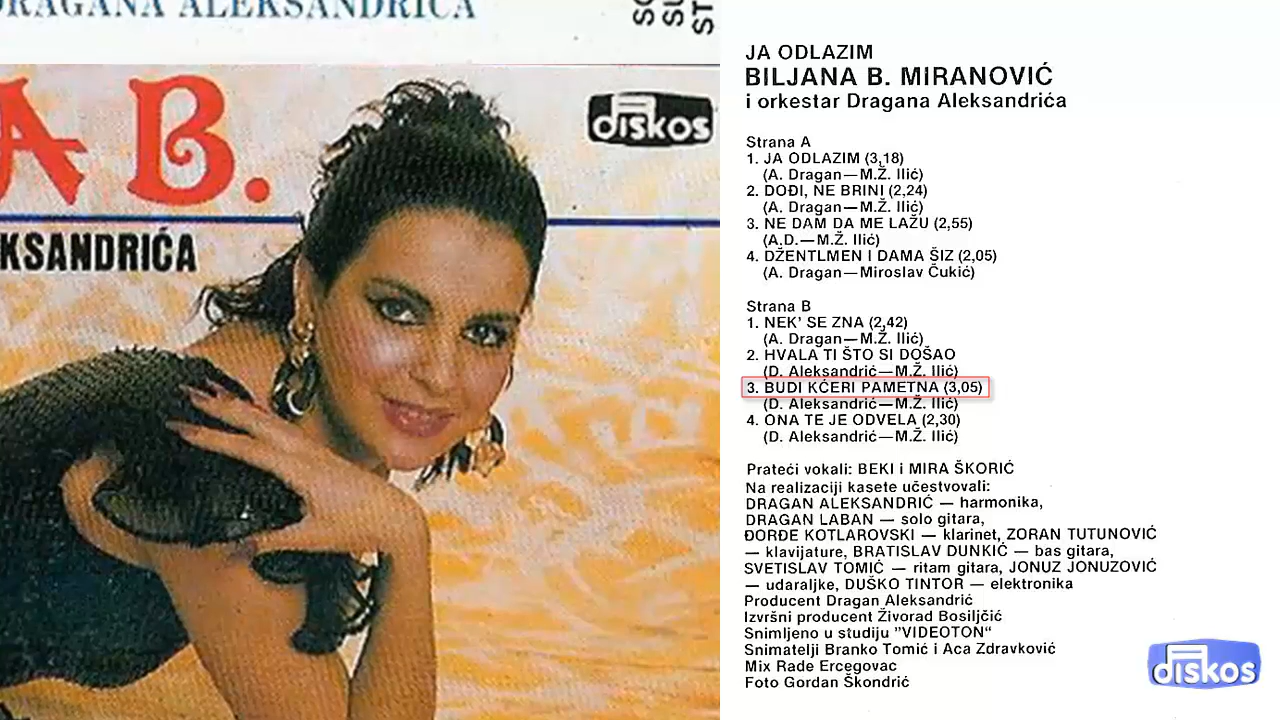 DRAGANA ALEKSANDRIĆA
A B.
diskos
KSANDRIĆA
JA ODLAZIM
BILJANA B. MIRANOVIĆ
i orkestar Dragana Aleksandrića
Strana A
1. JA ODLAZIM (3,18)
(A. Dragan—M.Ž. Ilić)
2. DOĐI, NE BRINI (2,24)
(A. Dragan—M.Ž. Ilić)
3. NE DAM DA ME LAŽU (2,55)
(A.D.—M.Ž. Ilić)
4. DŽENTLMEN I DAMA ŠIZ (2,05)
(A. Dragan—Miroslav Čukić)
Strana B
1. NEK' SE ZNA (2,42)
(A. Dragan—M.Ž. Ilić)
2. HVALA TI ŠTO SI DOŠAO
(D. Aleksandrić—M.Ž. Ilić)
3. BUDI KĆERI PAMETNA (3,05)
(D. Aleksandrić—M.Ž. Ilić)
4. ONA TE JE ODVELA (2,30)
(D. Aleksandrić—M.Ž. Ilić)
Prateći vokali: BEKI i MIRA ŠKORIĆ
Na realizaciji kasete učestvovali:
DRAGAN ALEKSANDRIĆ — harmonika,
DRAGAN LABAN — solo gitara,
ĐORĐE KOTLAROVSKI — klarinet, ZORAN TUTUNOVIĆ
— klavijature, BRATISLAV DUNKIĆ — bas gitara,
SVETISLAV TOMIĆ — ritam gitara, JONUZ JONUZOVIĆ
— udaraljke, DUŠKO TINTOR — elektronika
Producent Dragan Aleksandrić
Izvršni producent Živorad Bosiljčić
Snimljeno u studiju "VIDEOTON"
Snimatelji Branko Tomić i Aca Zdravković
Mix Rade Ercegovac
Foto Gordan Škondrić
diskos